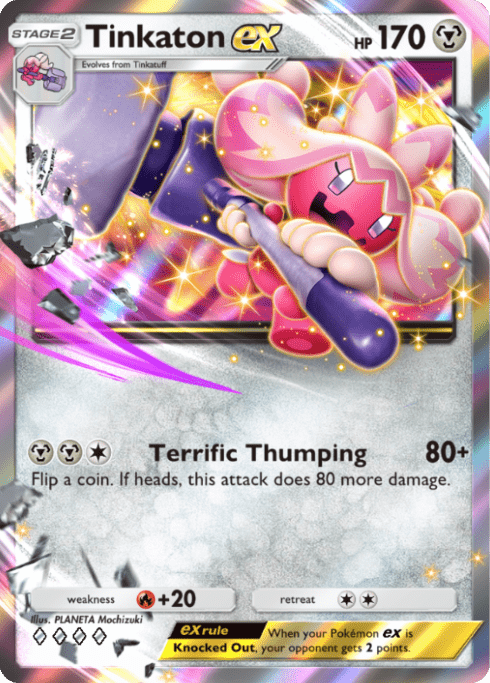 STAGE2
Tinkaton ex
HP 170
Evolves from Tinkatuff
Terrific Thumping 80+
Flip a coin. If heads, this attack does 80 more damage.
weakness +20
retreat
Illus. PLANETA Mochizuki
ex rule
When your Pokémon ex is
Knocked Out, your opponent gets 2 points.